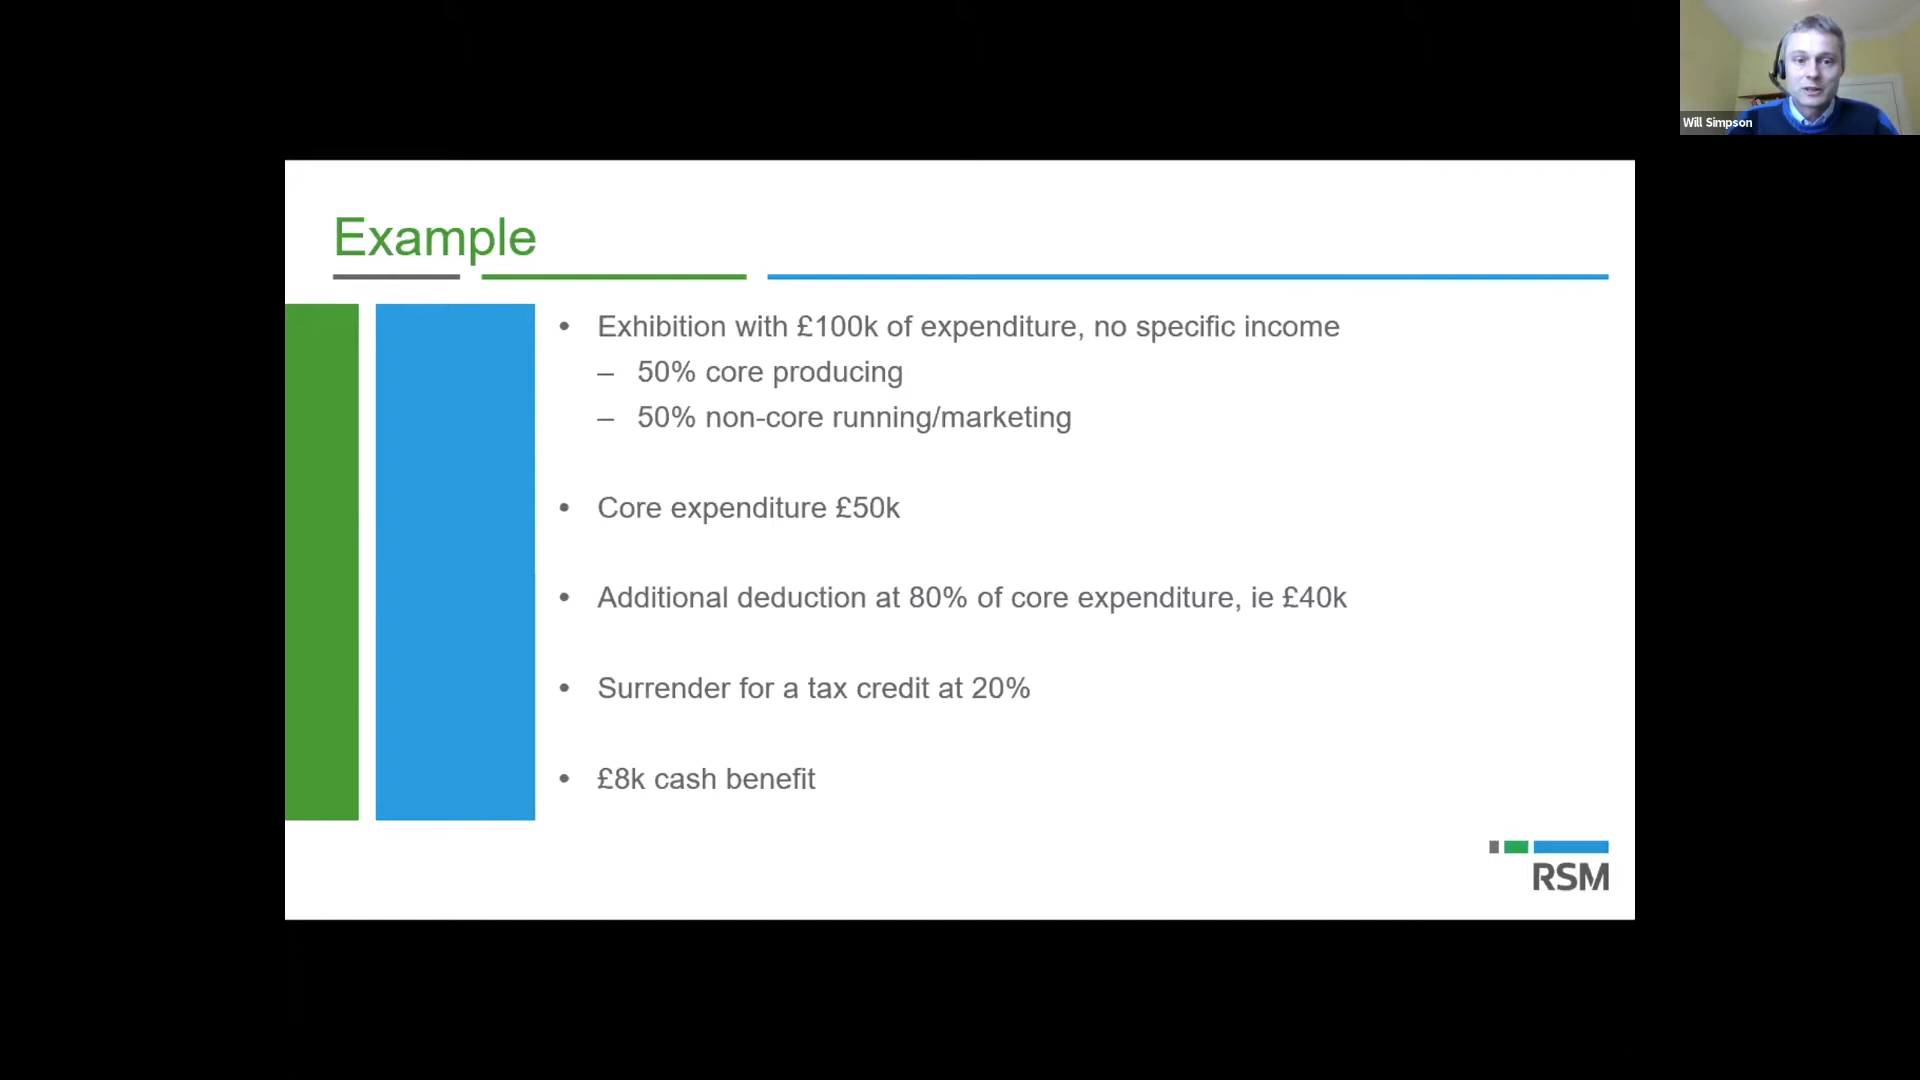 Will Simpson
Example
• Exhibition with £100k of expenditure, no specific income
– 50% core producing
– 50% non-core running/marketing
• Core expenditure £50k
• Additional deduction at 80% of core expenditure, ie £40k
• Surrender for a tax credit at 20%
• £8k cash benefit
RSM